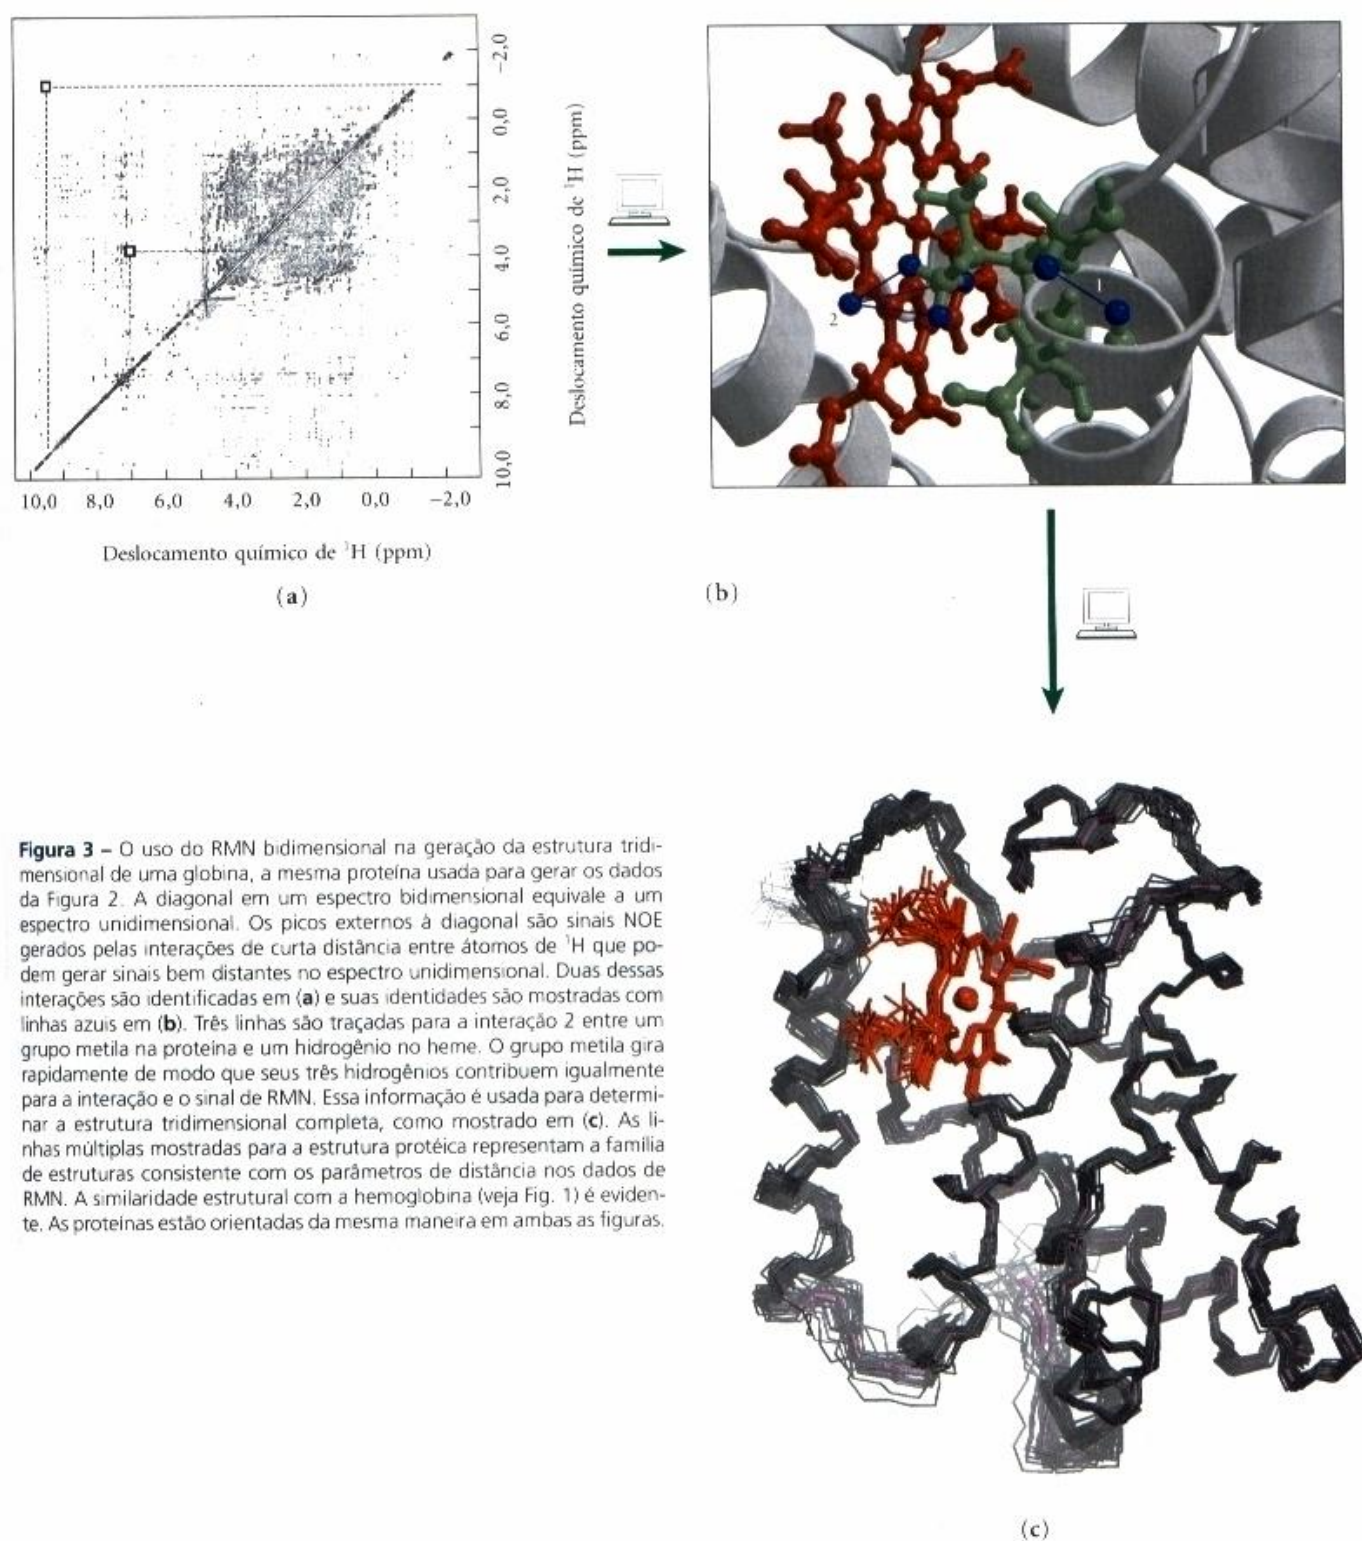 -2,0
0,0
2,0
4,0
6,0
8,0
10,0
Deslocamento químico de ¹H (ppm)
10,0 8,0 6,0 4,0 2,0 0,0 -2,0
Deslocamento químico de ¹H (ppm)
(a)
1
2
(b)
Figura 3 – O uso do RMN bidimensional na geração da estrutura tridi-
mensional de uma globina, a mesma proteína usada para gerar os dados
da Figura 2. A diagonal em um espectro bidimensional equivale a um
espectro unidimensional. Os picos externos à diagonal são sinais NOE
gerados pelas interações de curta distância entre átomos de ¹H que po-
dem gerar sinais bem distantes no espectro unidimensional. Duas dessas
interações são identificadas em (a) e suas identidades são mostradas com
linhas azuis em (b). Três linhas são traçadas para a interação 2 entre um
grupo metila na proteína e um hidrogênio no heme. O grupo metila gira
rapidamente de modo que seus três hidrogênios contribuem igualmente
para a interação e o sinal de RMN. Essa informação é usada para determi-
nar a estrutura tridimensional completa, como mostrado em (c). As li-
nhas múltiplas mostradas para a estrutura protéica representam a família
de estruturas consistente com os parâmetros de distância nos dados de
RMN. A similaridade estrutural com a hemoglobina (veja Fig. 1) é eviden-
te. As proteínas estão orientadas da mesma maneira em ambas as figuras.
(c)